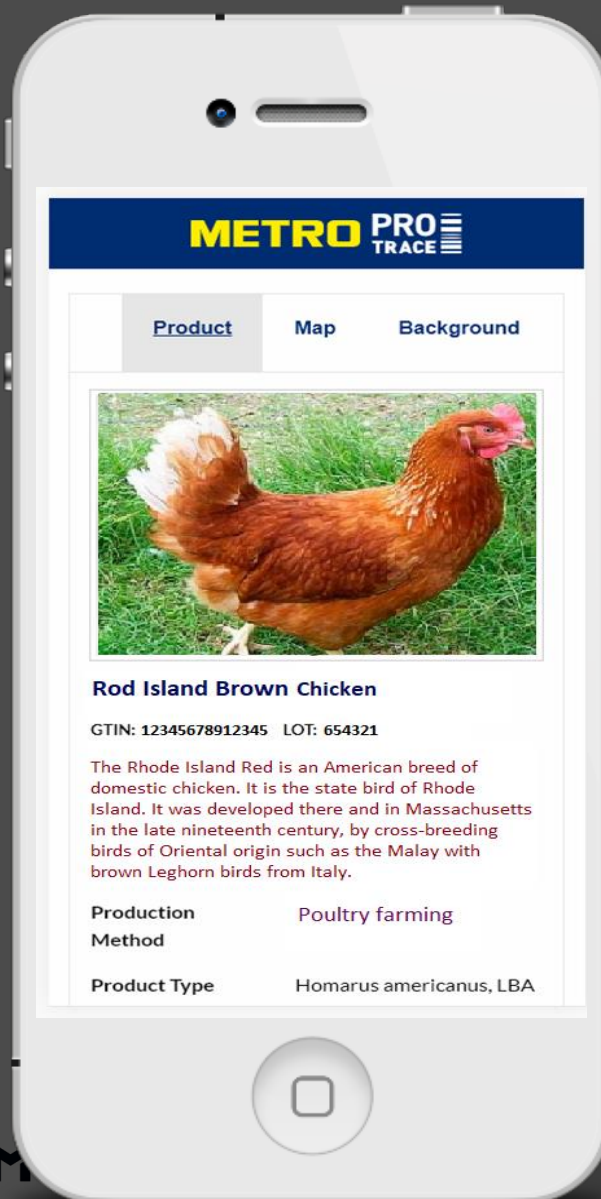 METRO PRO TRACE
Product Map Background
Rod Island Brown Chicken
GTIN: 12345678912345 LOT: 654321
The Rhode Island Red is an American breed of
domestic chicken. It is the state bird of Rhode
Island. It was developed there and in Massachusetts
in the late nineteenth century, by cross-breeding
birds of Oriental origin such as the Malay with
brown Leghorn birds from Italy.
Production Method Poultry farming
Product Type Homarus americanus, LBA